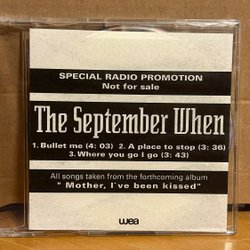 SPECIAL RADIO PROMOTION
Not for sale
The September When
1. Bullet me (4: 03) 2. A place to stop (3: 36)
3. Where you go I go (3: 43)
All songs taken from the forthcoming album
" Mother, I've been kissed"
wea